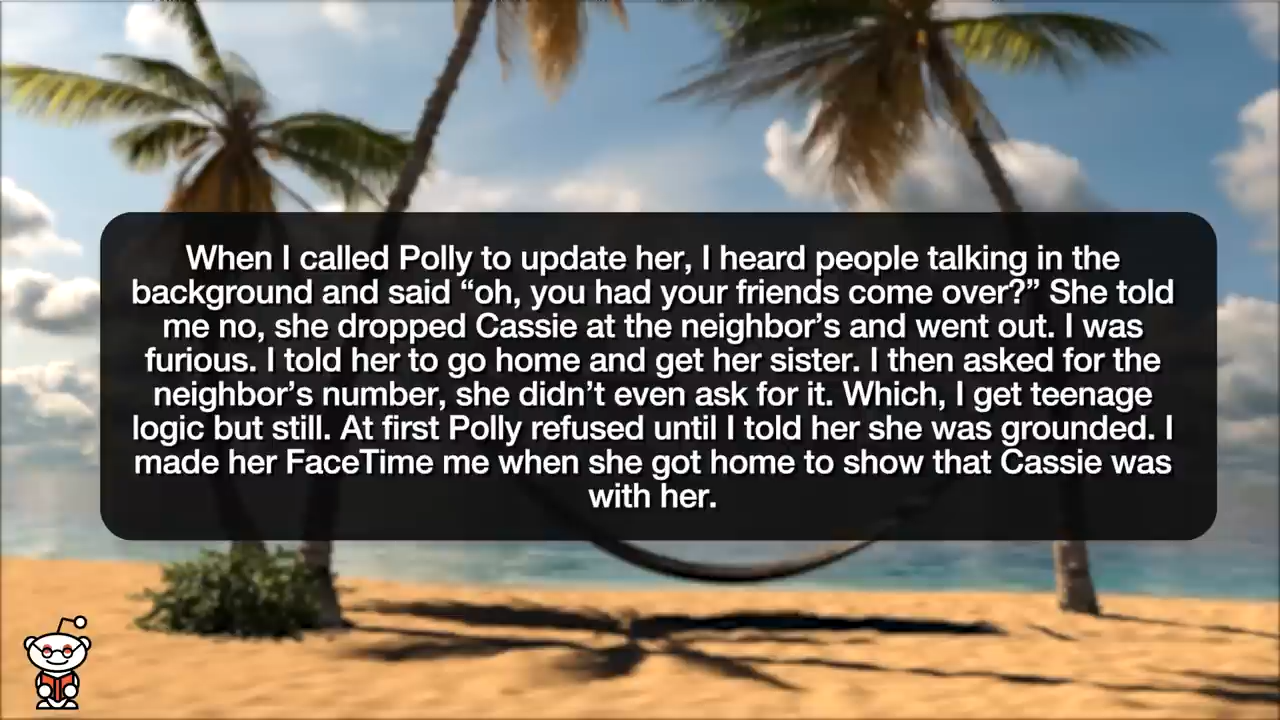 When I called Polly to update her, I heard people talking in the
background and said “oh, you had your friends come over?” She told
me no, she dropped Cassie at the neighbor’s and went out. I was
furious. I told her to go home and get her sister. I then asked for the
neighbor’s number, she didn’t even ask for it. Which, I get teenage
logic but still. At first Polly refused until I told her she was grounded. I
made her FaceTime me when she got home to show that Cassie was
with her.